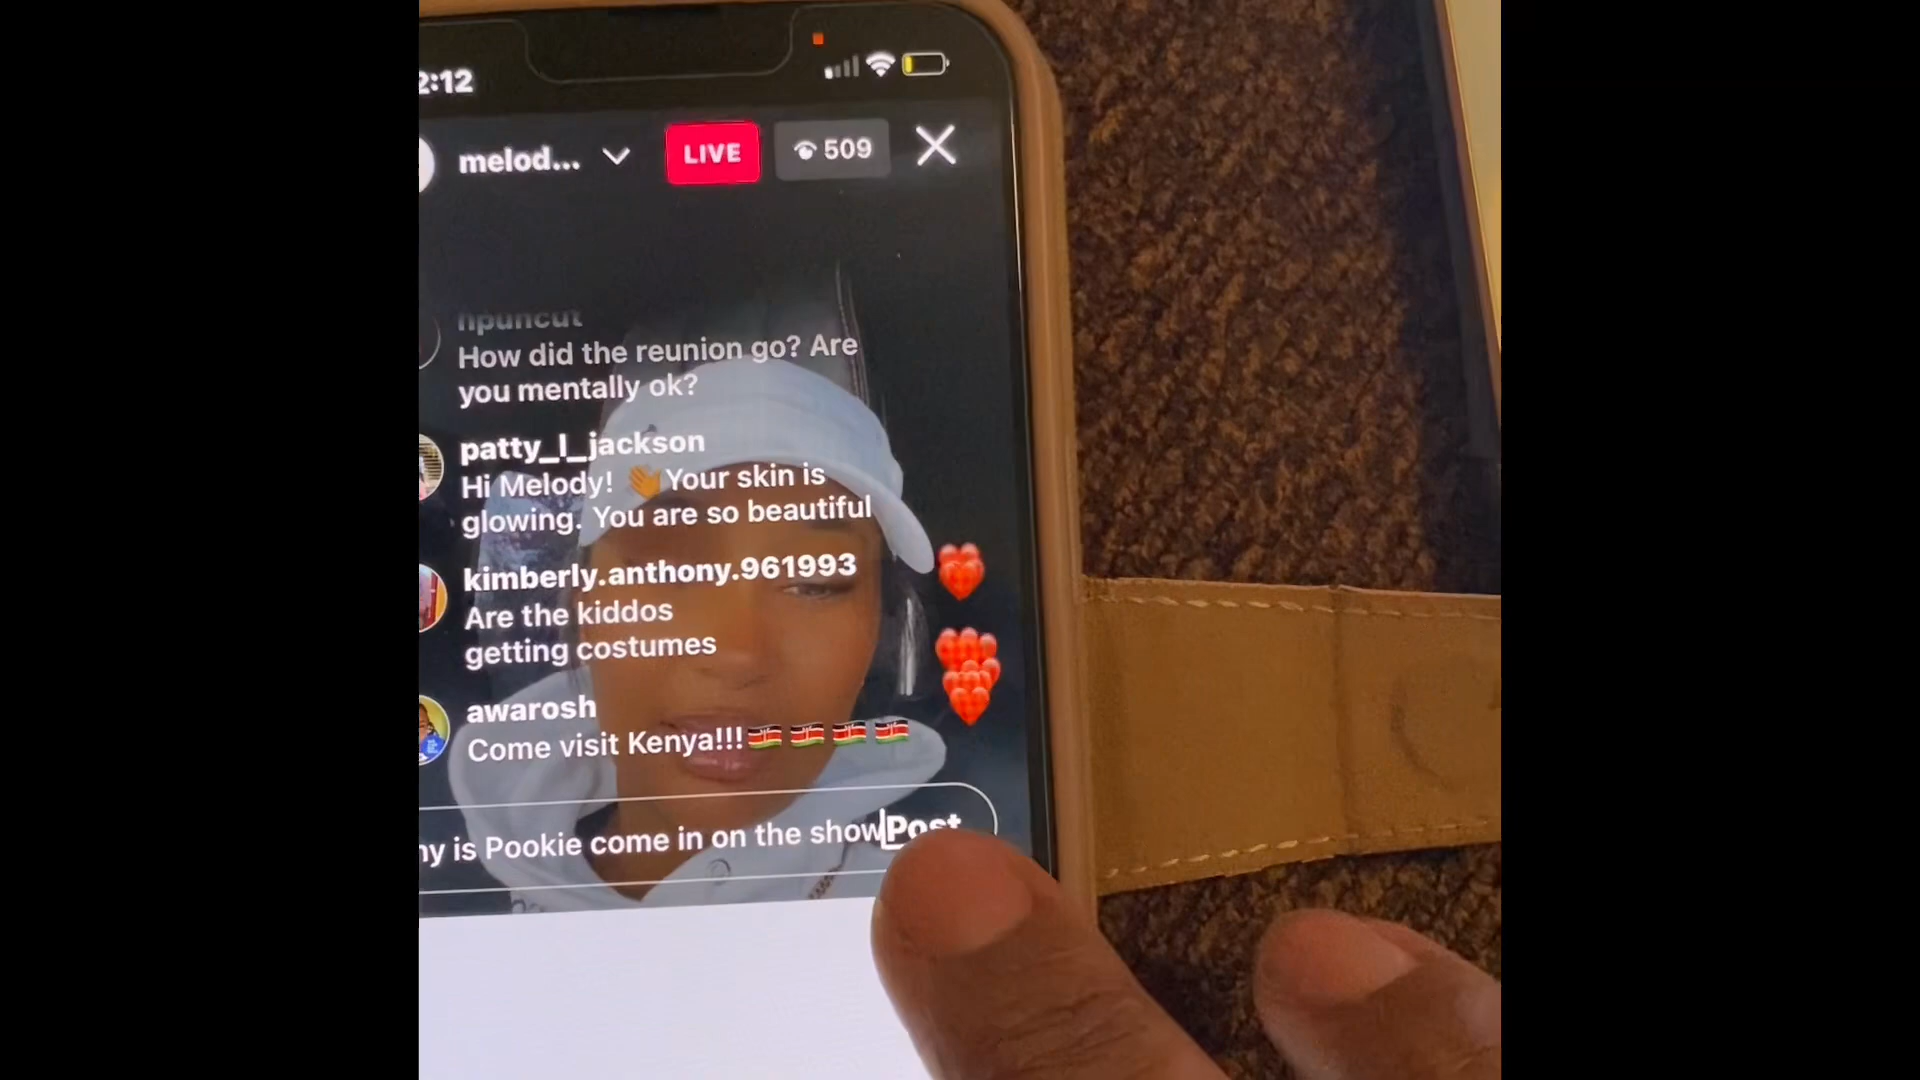 2:12
melod... LIVE 509
npuncut
How did the reunion go? Are
you mentally ok?
patty_l_jackson
Hi Melody! 👋Your skin is
glowing. You are so beautiful
kimberly.anthony.961993
Are the kiddos
getting costumes
awarosh
Come visit Kenya!!!🇰🇪🇰🇪🇰🇪🇰🇪
hy is Pookie come in on the show Post